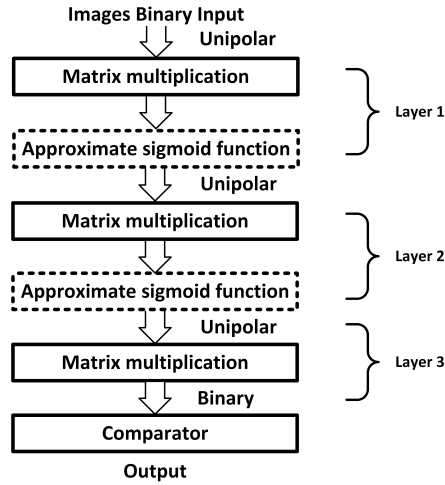 Images Binary Input
Unipolar
Matrix multiplication
Layer 1
Approximate sigmoid function
Unipolar
Matrix multiplication
Layer 2
Approximate sigmoid function
Unipolar
Matrix multiplication
Layer 3
Binary
Comparator
Output